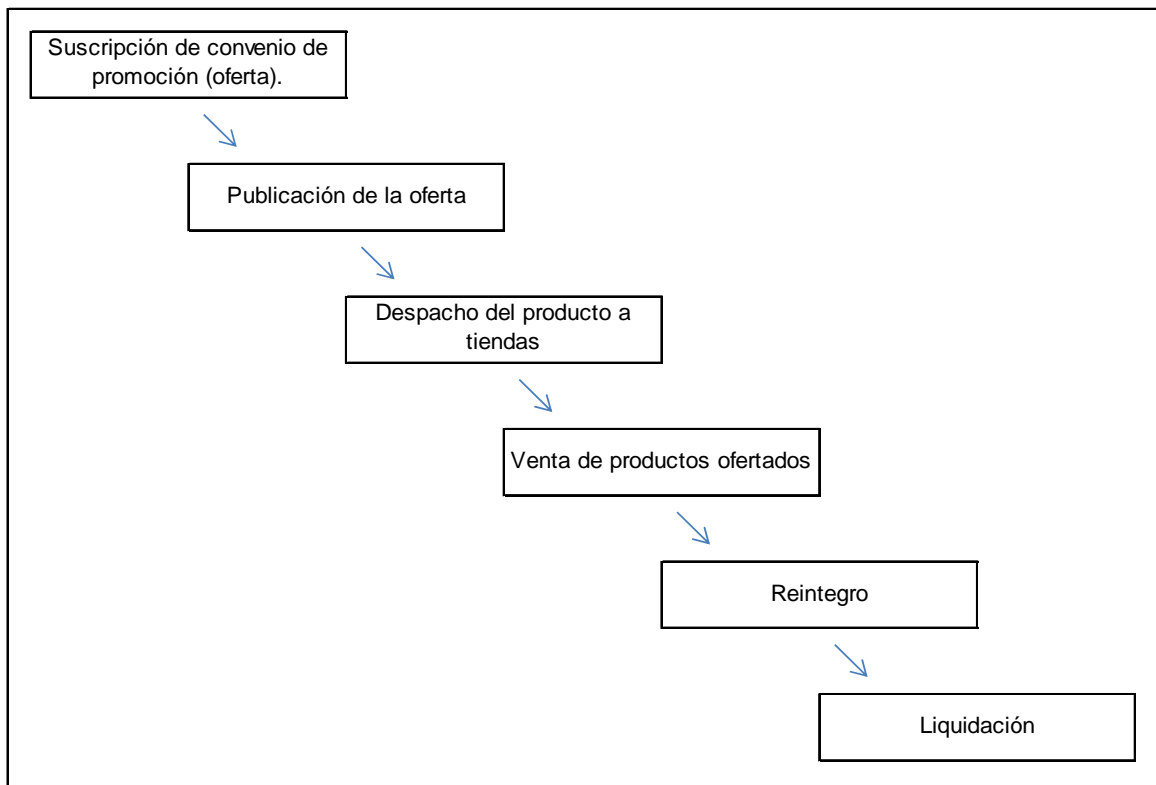 Suscripción de convenio de
promoción (oferta).
Publicación de la oferta
Despacho del producto a
tiendas
Venta de productos ofertados
Reintegro
Liquidación